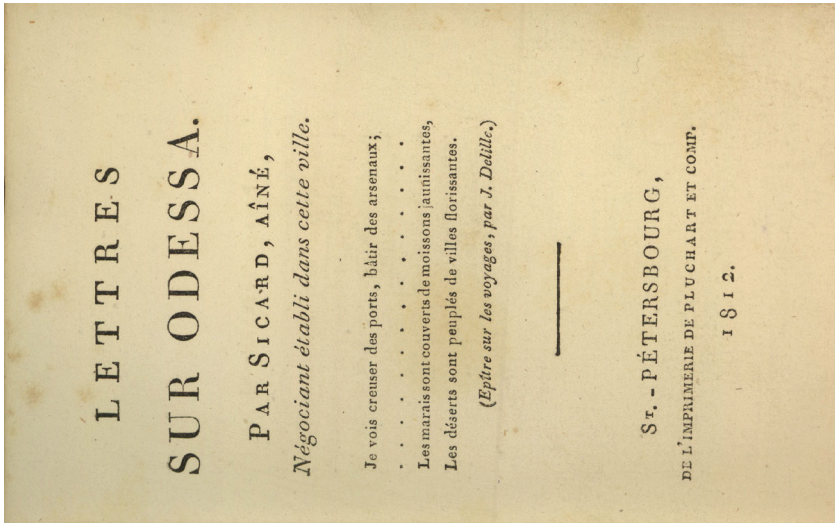 LETTRES
SUR ODESSA.
PAR SICARD, AÎNÉ,
Négociant établi dans cette ville.
Je vois creuser des ports, bâtir des arsenaux;
. . . . . . . . . . . . . . .
Les marais sont couverts de moissons jaunissantes,
Les déserts sont peuplés de villes florissantes.
(Epître sur les voyages, par J. Delille.)
ST.-PÉTERSBOURG,
DE L'IMPRIMERIE DE PLUCHART ET COMP.
1812.